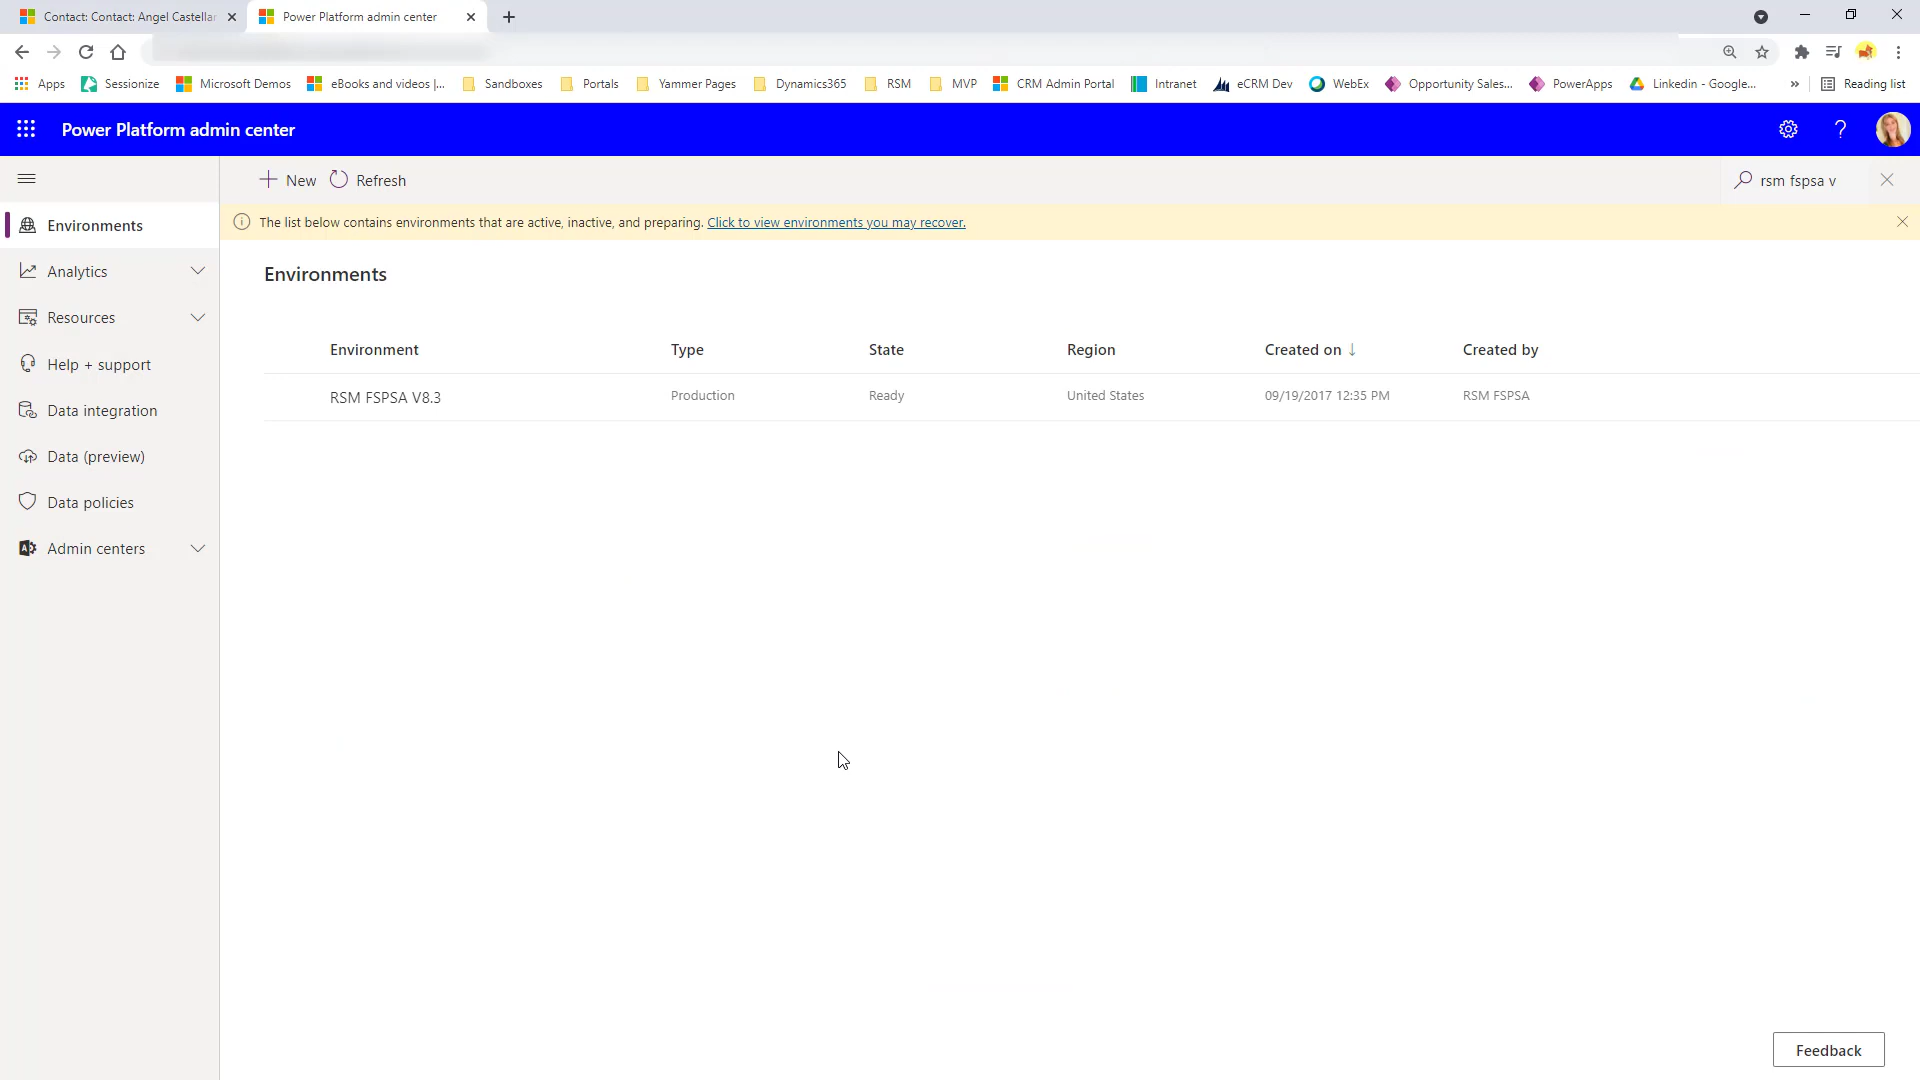 Contact: Contact: Angel Castellar
Power Platform admin center
Apps Sessionize Microsoft Demos eBooks and videos |... Sandboxes Portals Yammer Pages Dynamics365 RSM MVP CRM Admin Portal Intranet eCRM Dev WebEx Opportunity Sales... PowerApps Linkedin - Google... » Reading list
Power Platform admin center ?
New Refresh rsm fspsa v
The list below contains environments that are active, inactive, and preparing. Click to view environments you may recover.
Environments
Analytics
Resources
Help + support
Data integration
Data (preview)
Data policies
Admin centers
Environments
Environment Type State Region Created on ↓ Created by
RSM FSPSA V8.3 Production Ready United States 09/19/2017 12:35 PM RSM FSPSA
Feedback